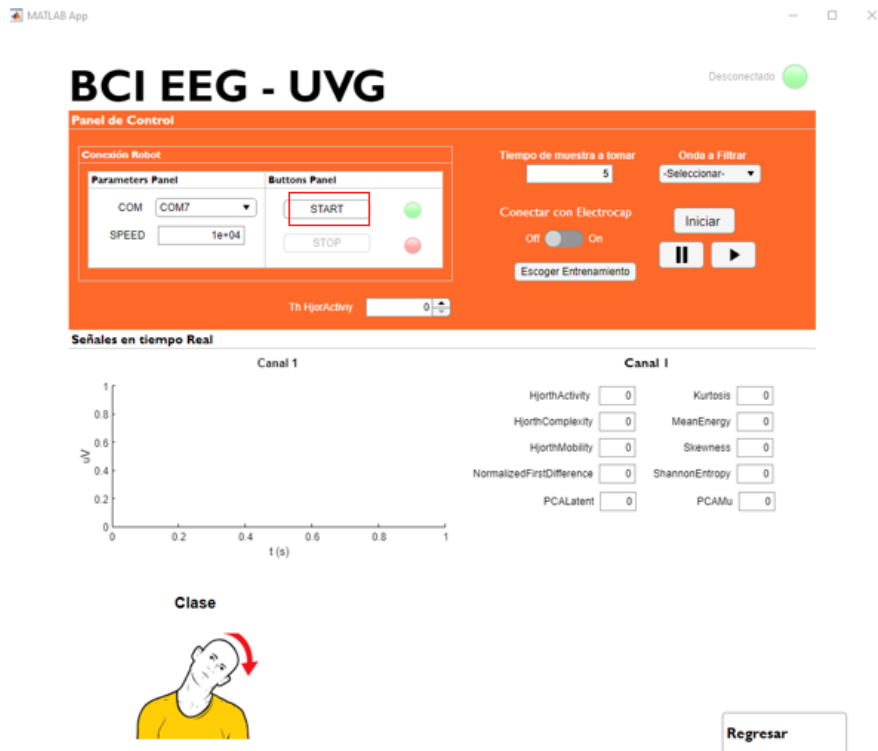 MATLAB App
BCI EEG - UVG
Desconectado
Panel de Control
Conexión Robot
Parameters Panel
COM COM7
SPEED 1e+04
Buttons Panel
START
STOP
Th HjorActiviy 0
Tiempo de muestra a tomar
5
Onda a Filtrar
-Seleccionar-
Conectar con Electrocap
Off On
Escoger Entrenamiento
Iniciar
Señales en tiempo Real
Canal 1
1
0.8
0.6
0.4
0.2
0
uV
0 0.2 0.4 0.6 0.8 1
t (s)
Canal 1
HjorthActivity 0 Kurtosis 0
HjorthComplexity 0 MeanEnergy 0
HjorthMobility 0 Skewness 0
NormalizedFirstDifference 0 ShannonEntropy 0
PCALatent 0 PCAMu 0
Clase
Regresar